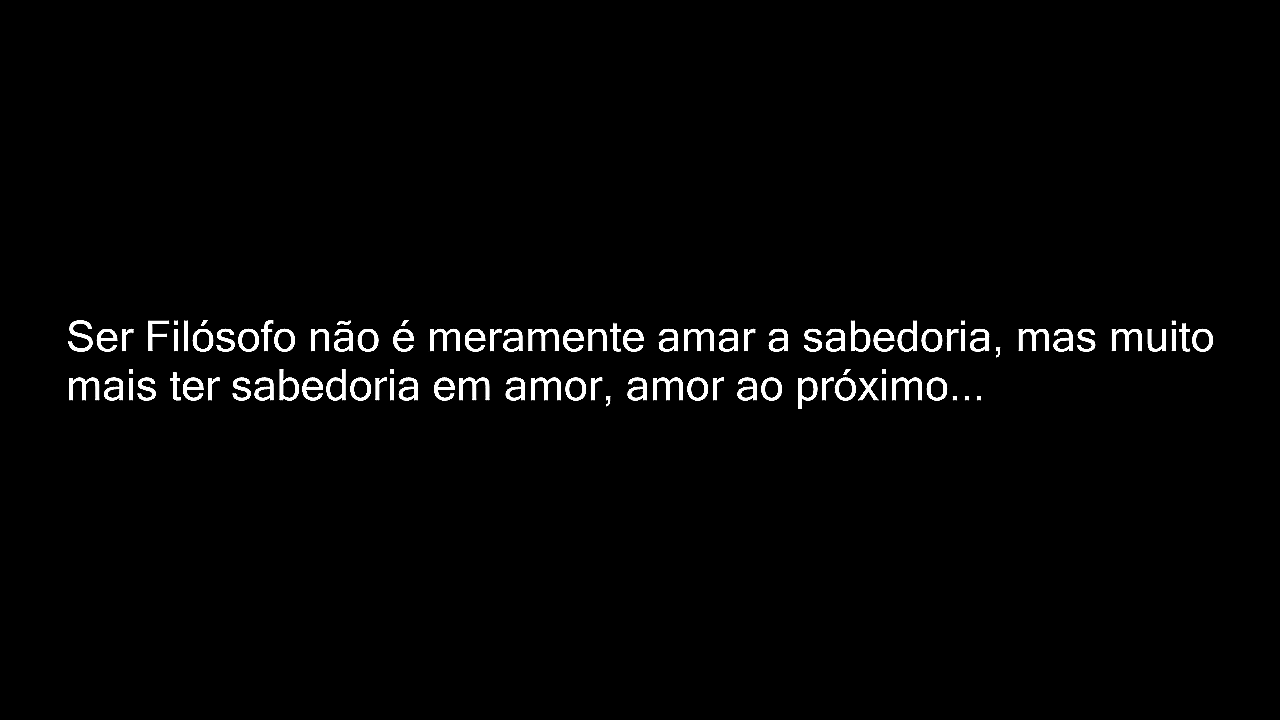 Ser Filósofo não é meramente amar a sabedoria, mas muito
mais ter sabedoria em amor, amor ao próximo...